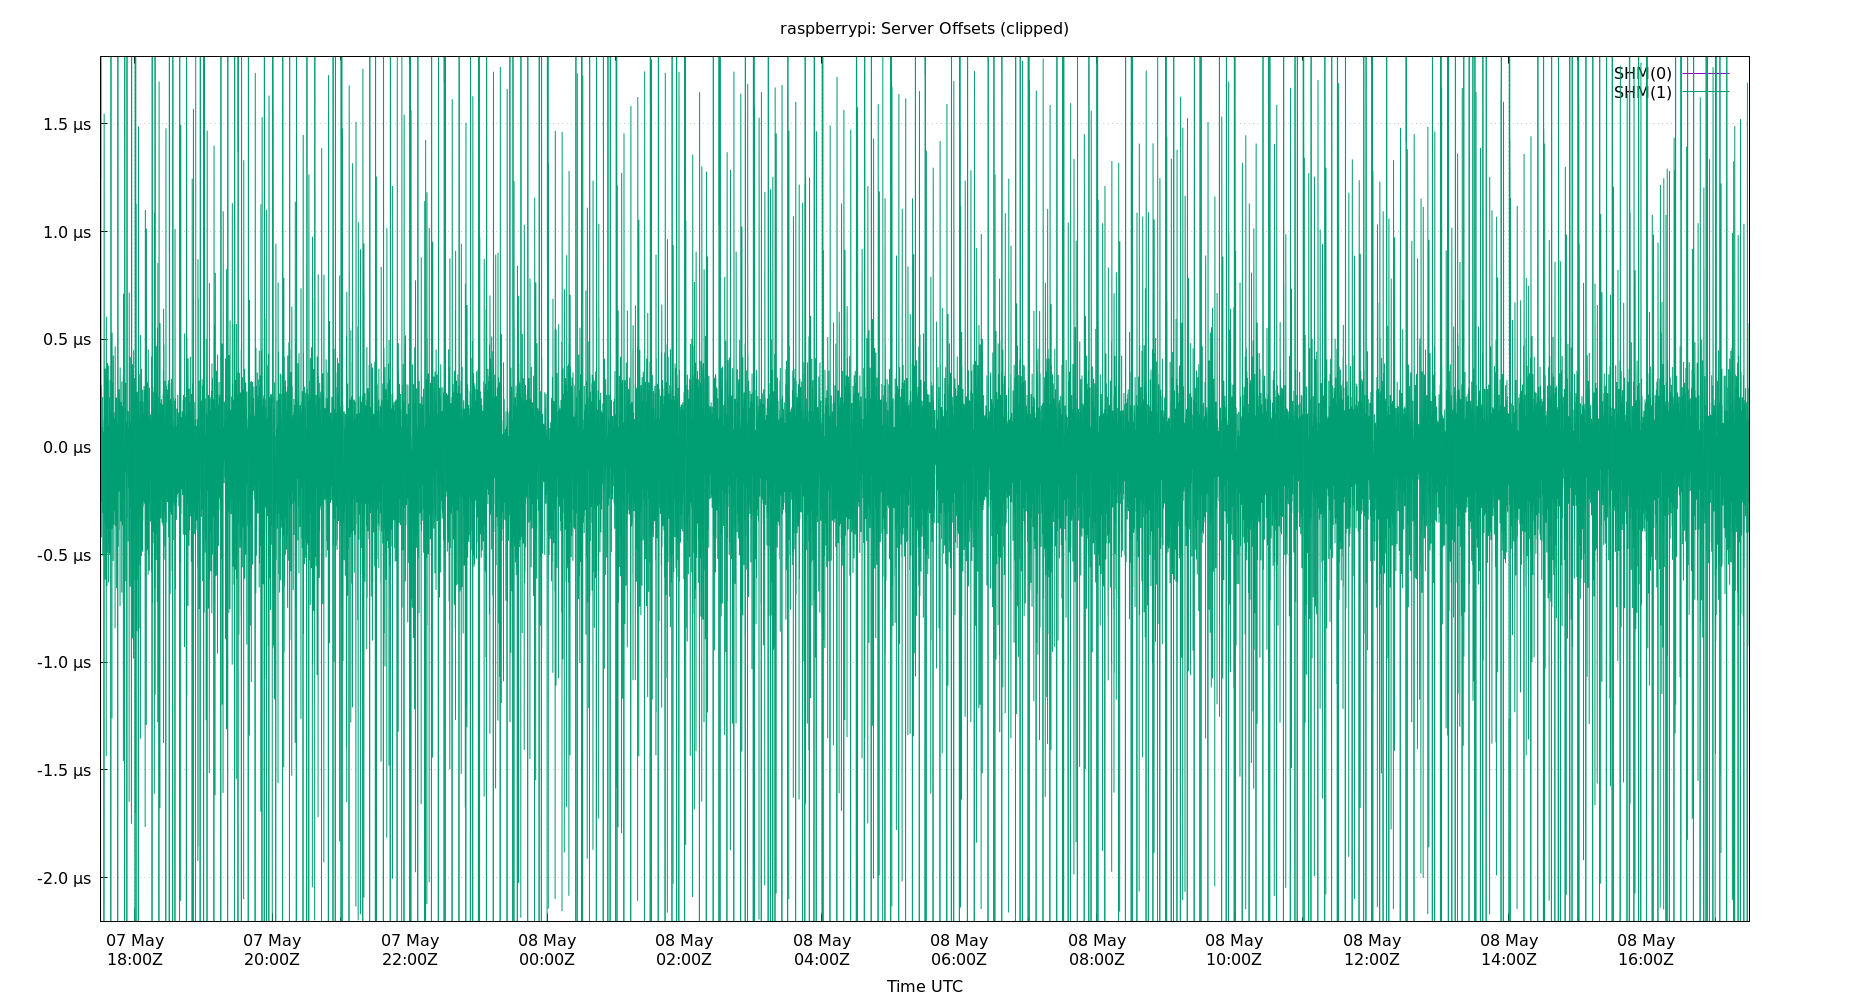 raspberrypi: Server Offsets (clipped)
SHM(0)
SHM(1)
1.5 µs
1.0 µs
0.5 µs
0.0 µs
-0.5 µs
-1.0 µs
-1.5 µs
-2.0 µs
07 May 07 May 07 May 08 May 08 May 08 May 08 May 08 May 08 May 08 May 08 May 08 May
18:00Z 20:00Z 22:00Z 00:00Z 02:00Z 04:00Z 06:00Z 08:00Z 10:00Z 12:00Z 14:00Z 16:00Z
Time UTC